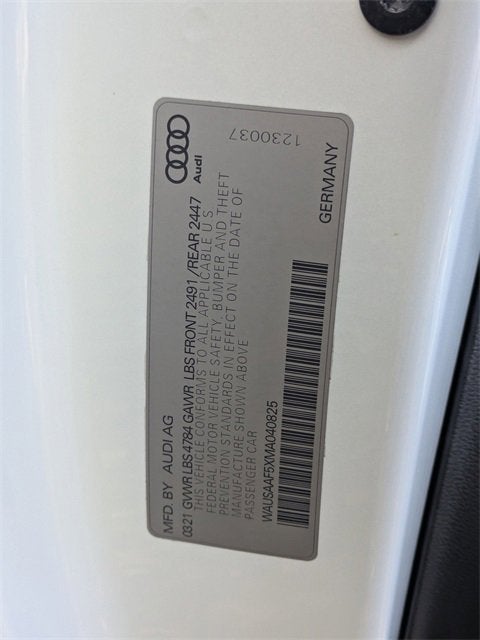 MFD. BY AUDI AG
0321 GVWR LBS 4784 GAWR LBS FRONT 2491 / REAR 2447
THIS VEHICLE CONFORMS TO ALL APPLICABLE U S
FEDERAL MOTOR VEHICLE SAFETY, BUMPER AND THEFT
PREVENTION STANDARDS IN EFFECT ON THE DATE OF
MANUFACTURE SHOWN ABOVE
PASSENGER CAR
WAUSAAF5XMA040825
Audi
1230037
GERMANY